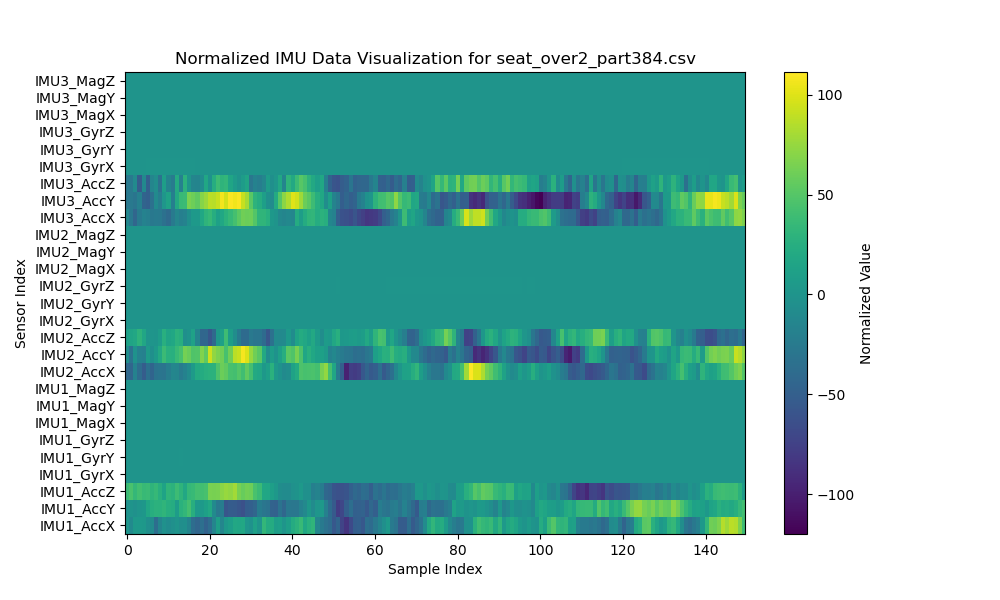 Normalized IMU Data Visualization for seat_over2_part384.csv
IMU3_MagZ
IMU3_MagY
IMU3_MagX
IMU3_GyrZ
IMU3_GyrY
IMU3_GyrX
IMU3_AccZ
IMU3_AccY
IMU3_AccX
IMU2_MagZ
IMU2_MagY
IMU2_MagX
IMU2_GyrZ
IMU2_GyrY
IMU2_GyrX
IMU2_AccZ
IMU2_AccY
IMU2_AccX
IMU1_MagZ
IMU1_MagY
IMU1_MagX
IMU1_GyrZ
IMU1_GyrY
IMU1_GyrX
IMU1_AccZ
IMU1_AccY
IMU1_AccX
Sensor Index
0 20 40 60 80 100 120 140
Sample Index
100
50
0
−50
−100
Normalized Value